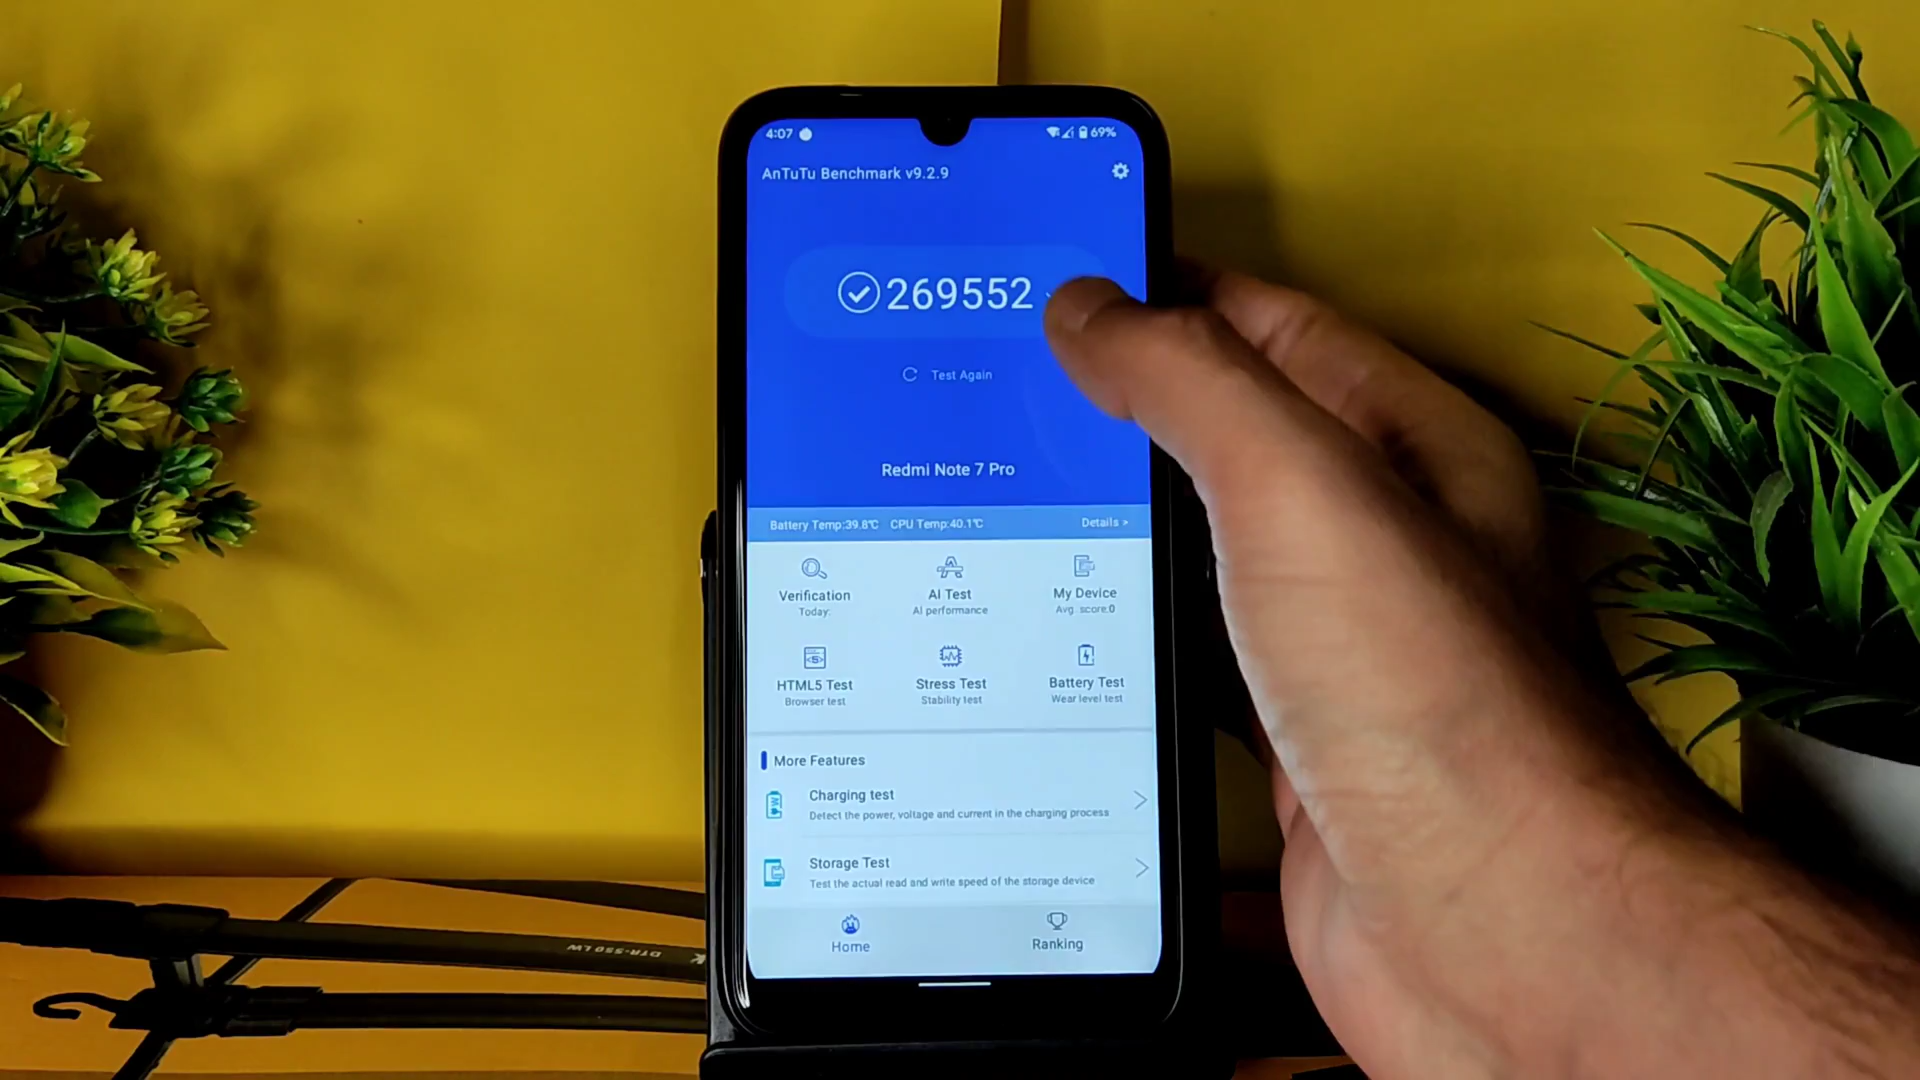 4:07 69%
AnTuTu Benchmark v9.2.9
269552
Test Again
Redmi Note 7 Pro
Battery Temp:39.8℃ CPU Temp:40.1℃ Details >
Verification AI Test My Device
Today: AI performance Avg. score:0
HTML5 Test Stress Test Battery Test
Browser test Stability test Wear level test
More Features
Charging test
Detect the power, voltage and current in the charging process
Storage Test
Test the actual read and write speed of the storage device
Home Ranking
DTR-550 LW